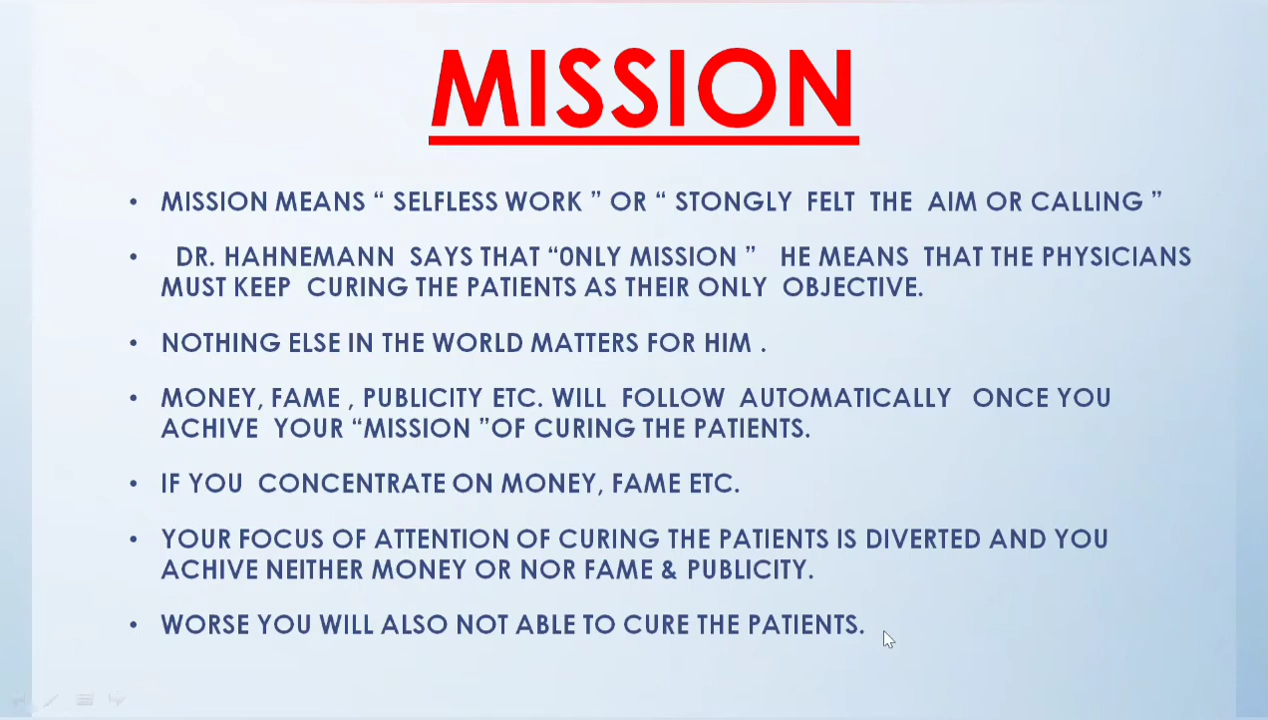 MISSION
• MISSION MEANS “ SELFLESS WORK ” OR “ STONGLY FELT THE AIM OR CALLING ”
• DR. HAHNEMANN SAYS THAT “0NLY MISSION ” HE MEANS THAT THE PHYSICIANS
MUST KEEP CURING THE PATIENTS AS THEIR ONLY OBJECTIVE.
• NOTHING ELSE IN THE WORLD MATTERS FOR HIM .
• MONEY, FAME , PUBLICITY ETC. WILL FOLLOW AUTOMATICALLY ONCE YOU
ACHIVE YOUR “MISSION ”OF CURING THE PATIENTS.
• IF YOU CONCENTRATE ON MONEY, FAME ETC.
• YOUR FOCUS OF ATTENTION OF CURING THE PATIENTS IS DIVERTED AND YOU
ACHIVE NEITHER MONEY OR NOR FAME & PUBLICITY.
• WORSE YOU WILL ALSO NOT ABLE TO CURE THE PATIENTS.